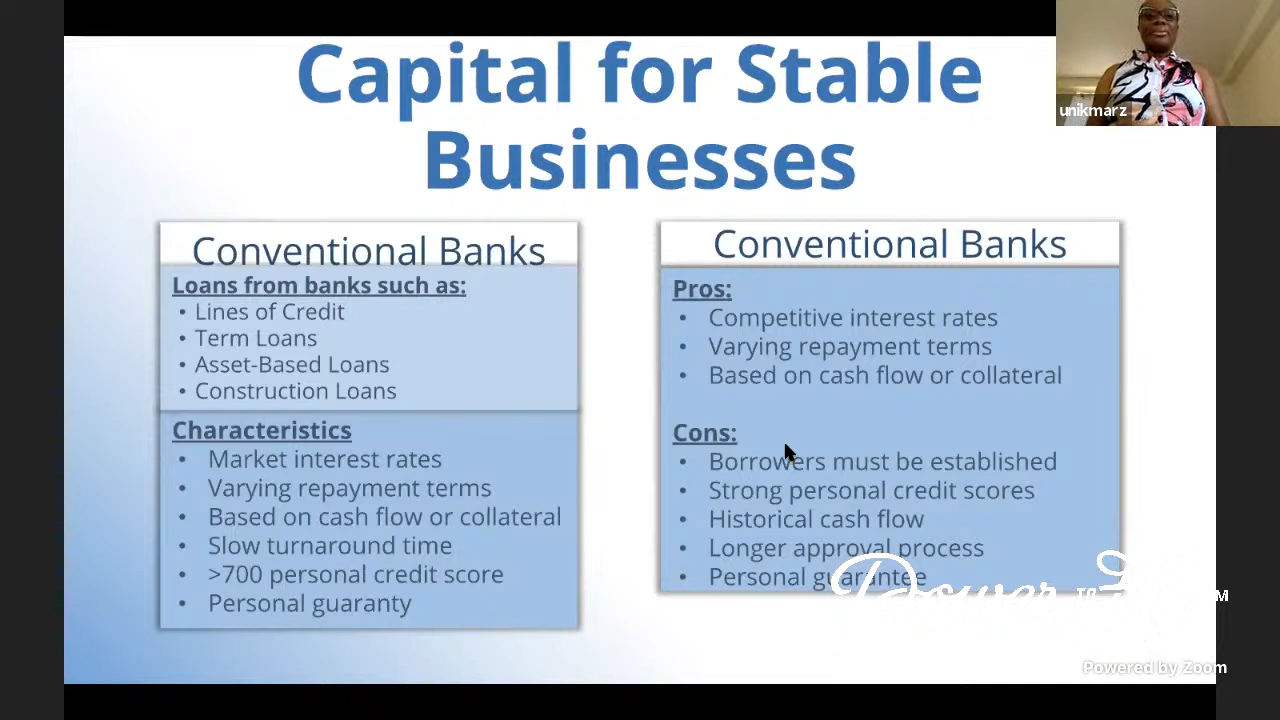 Capital for Stable
Businesses
unikmarz
Conventional Banks
Loans from banks such as:
• Lines of Credit
• Term Loans
• Asset-Based Loans
• Construction Loans
Characteristics
• Market interest rates
• Varying repayment terms
• Based on cash flow or collateral
• Slow turnaround time
• >700 personal credit score
• Personal guaranty
Conventional Banks
Pros:
• Competitive interest rates
• Varying repayment terms
• Based on cash flow or collateral
Cons:
• Borrowers must be established
• Strong personal credit scores
• Historical cash flow
• Longer approval process
• Personal guarantee
Power
Powered by Zoom